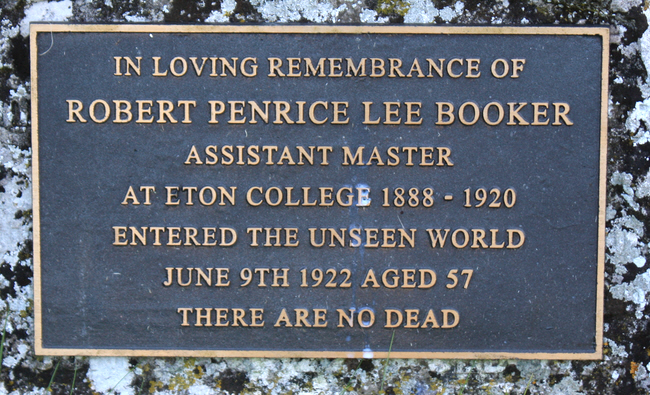 IN LOVING REMEMBRANCE OF
ROBERT PENRICE LEE BOOKER
ASSISTANT MASTER
AT ETON COLLEGE 1888 - 1920
ENTERED THE UNSEEN WORLD
JUNE 9TH 1922 AGED 57
THERE ARE NO DEAD